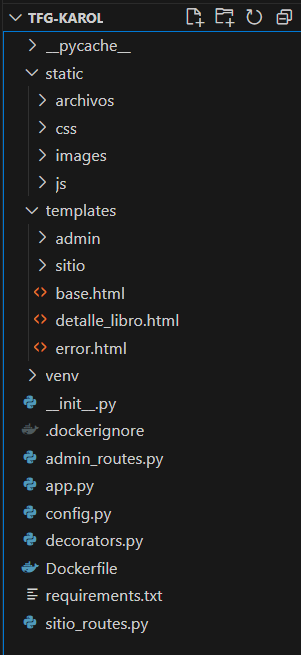 TFG-KAROL
__pycache__
static
archivos
css
images
js
templates
admin
sitio
base.html
detalle_libro.html
error.html
venv
__init__.py
.dockerignore
admin_routes.py
app.py
config.py
decorators.py
Dockerfile
requirements.txt
sitio_routes.py